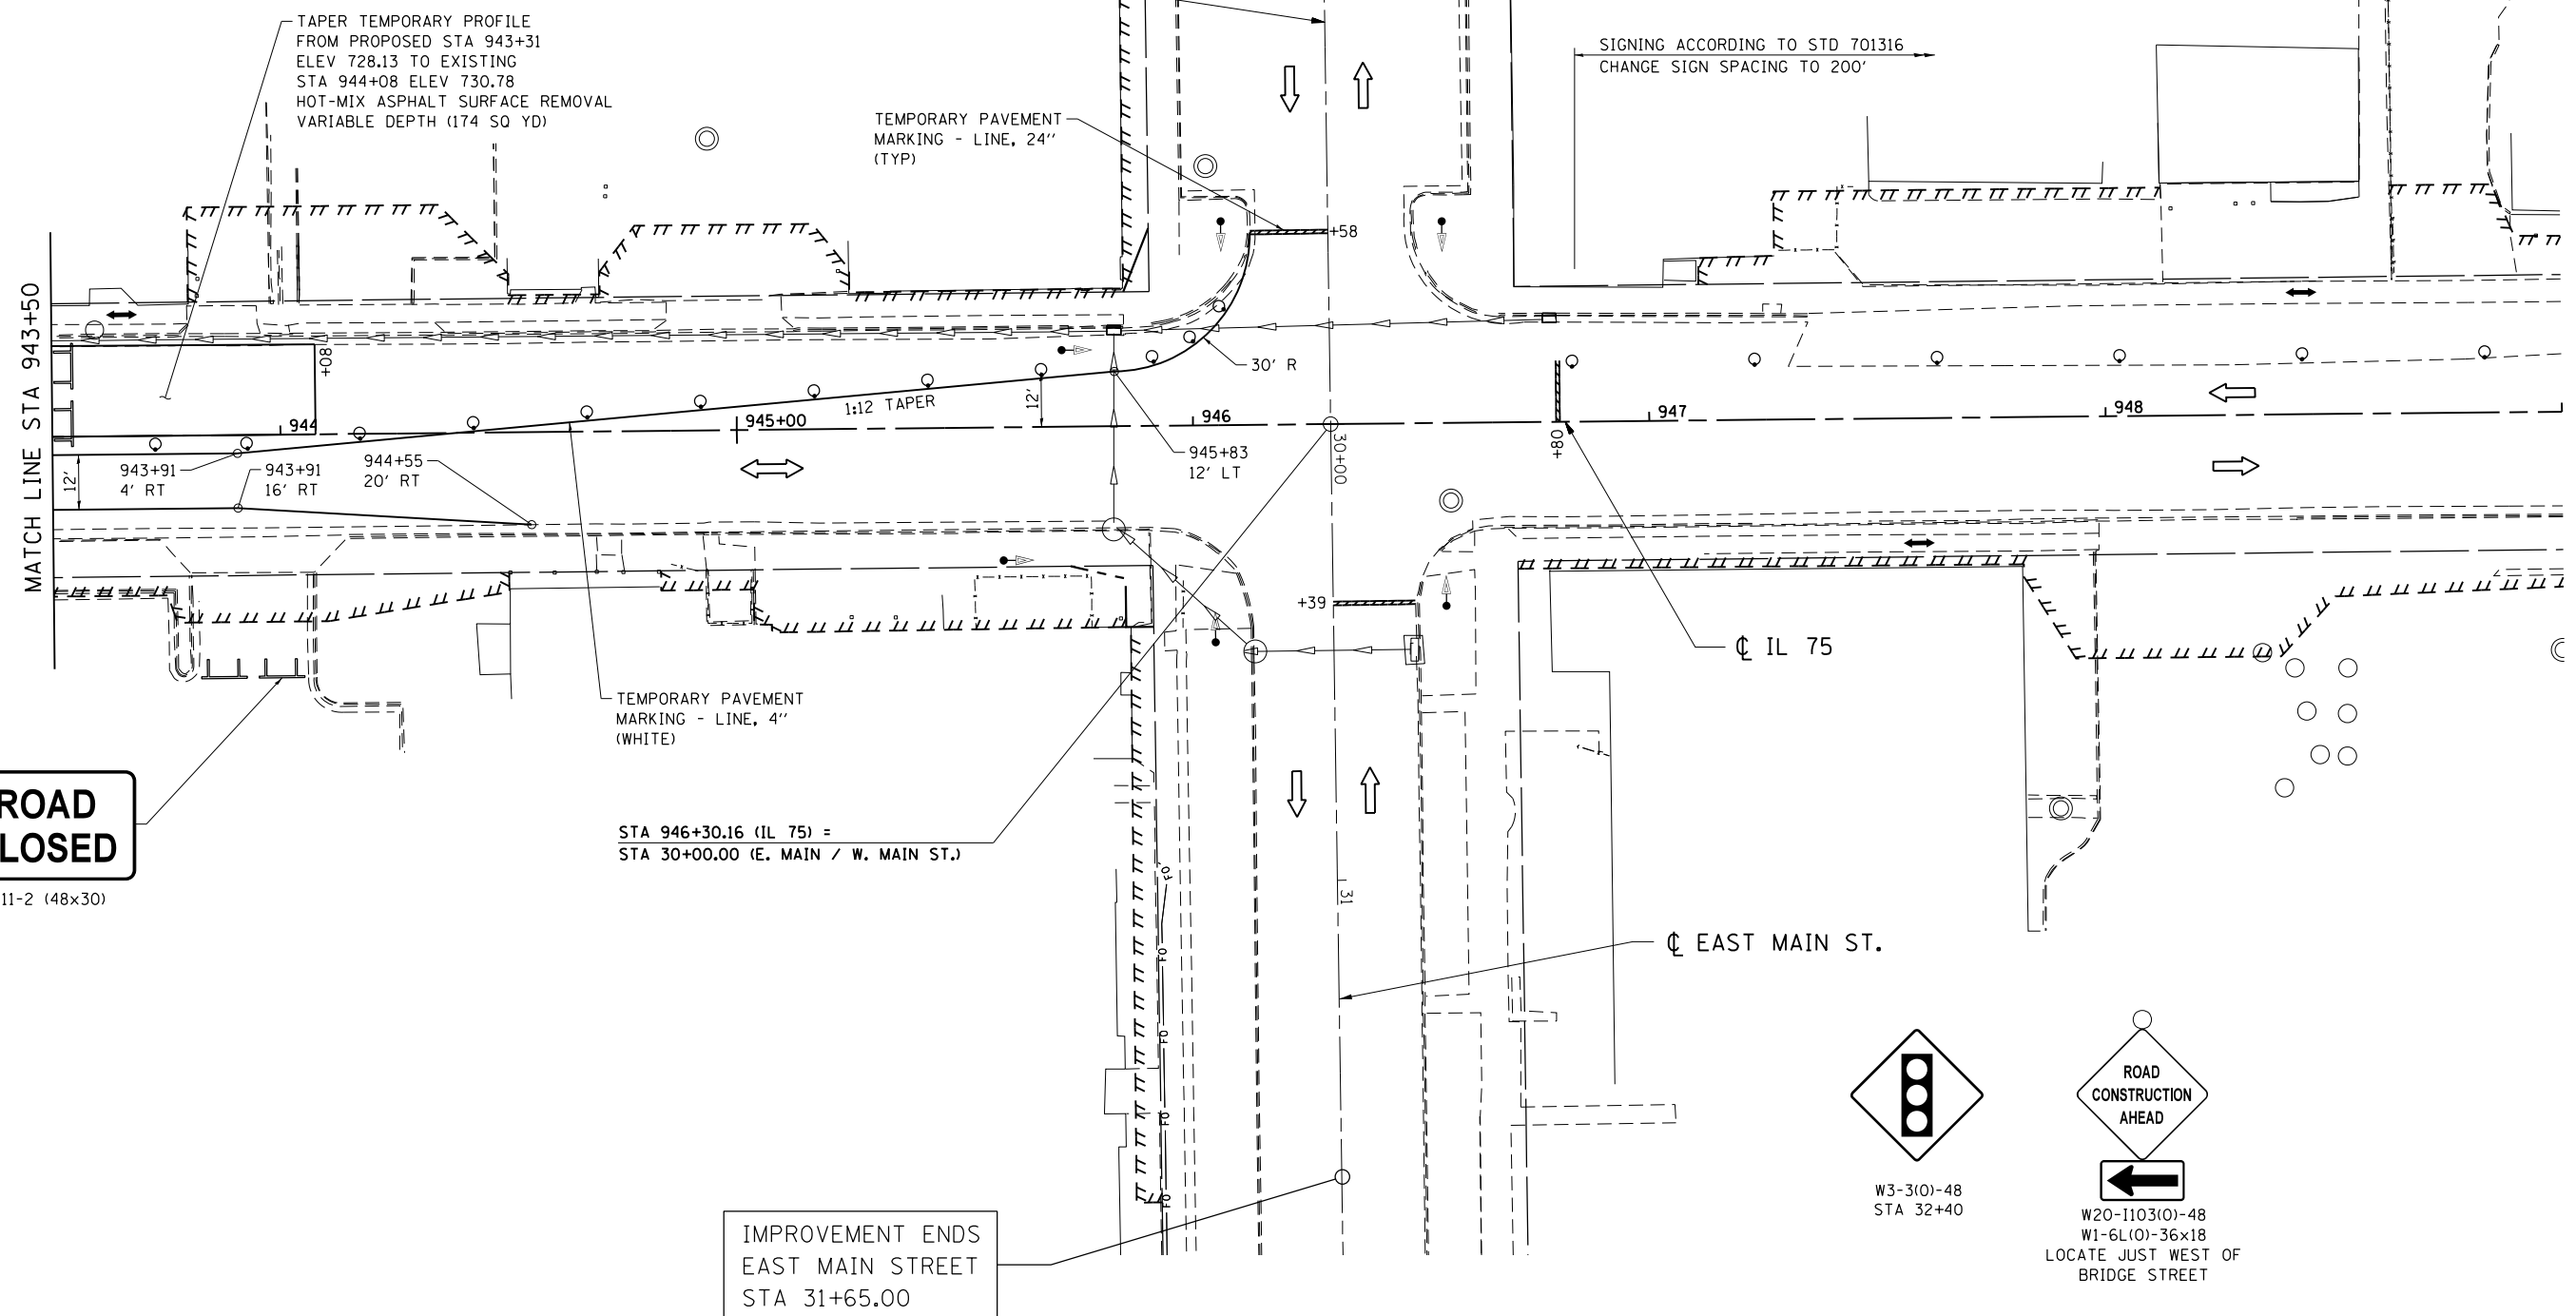 TAPER TEMPORARY PROFILE
FROM PROPOSED STA 943+31
ELEV 728.13 TO EXISTING
STA 944+08 ELEV 730.78
HOT-MIX ASPHALT SURFACE REMOVAL
VARIABLE DEPTH (174 SQ YD)
TEMPORARY PAVEMENT
MARKING - LINE, 24''
(TYP)
SIGNING ACCORDING TO STD 701316
CHANGE SIGN SPACING TO 200'
+58
MATCH LINE STA 943+50
+08
30' R
1:12 TAPER
12'
944
945+00
946
947
948
943+91
4' RT
943+91
16' RT
944+55
20' RT
12'
945+83
12' LT
30+00
+80
+39
₵ IL 75
TEMPORARY PAVEMENT
MARKING - LINE, 4''
(WHITE)
ROAD
LOSED
11-2 (48x30)
STA 946+30.16 (IL 75) =
STA 30+00.00 (E. MAIN / W. MAIN ST.)
31
FO
FO
FO
FO
FO
₵ EAST MAIN ST.
IMPROVEMENT ENDS
EAST MAIN STREET
STA 31+65.00
W3-3(O)-48
STA 32+40
ROAD
CONSTRUCTION
AHEAD
W20-I103(O)-48
W1-6L(O)-36x18
LOCATE JUST WEST OF
BRIDGE STREET